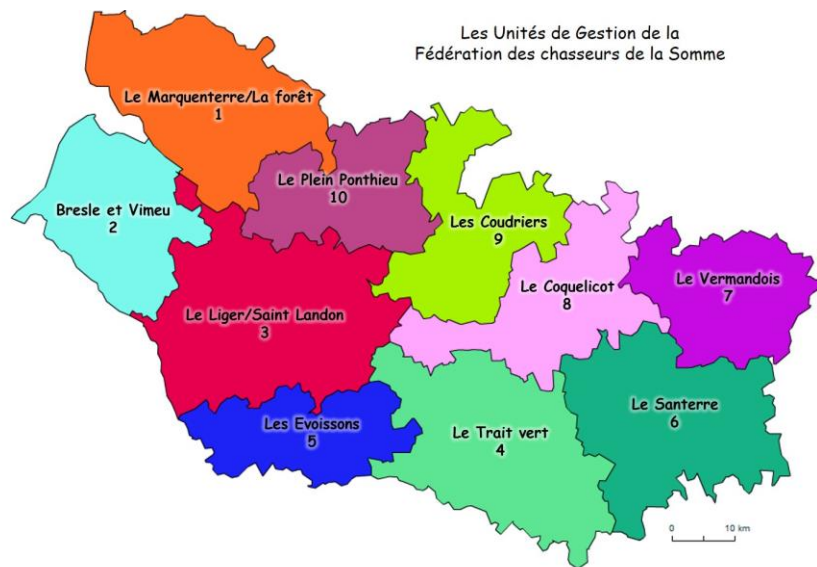 Les Unités de Gestion de la
Fédération des chasseurs de la Somme
Le Marquenterre/La forêt
1
Le Plein Ponthieu
10
Bresle et Vimeu
2
Les Coudriers
9
Le Vermandois
7
Le Coquelicot
8
Le Liger/Saint Landon
3
Le Santerre
6
Les Evoissons
5
Le Trait vert
4
0 10 km